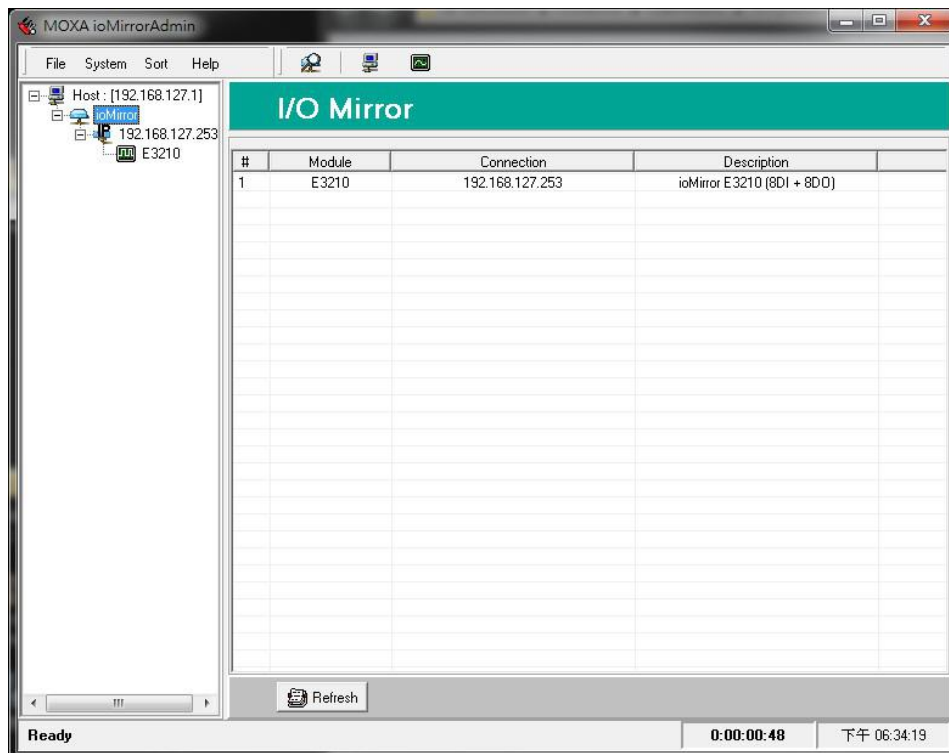 MOXA ioMirrorAdmin
File System Sort Help
Host : [192.168.127.1]
ioMirror
IP 192.168.127.253
E3210
I/O Mirror
# Module Connection Description
1 E3210 192.168.127.253 ioMirror E3210 (8DI + 8DO)
Refresh
Ready 0:00:00:48 下午 06:34:19